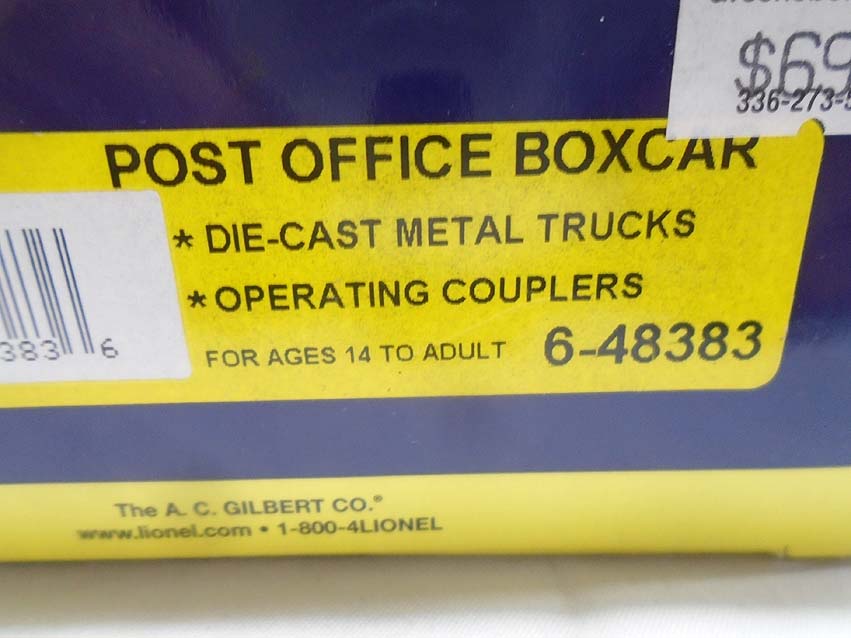 $69
336-273-
POST OFFICE BOXCAR
* DIE-CAST METAL TRUCKS
* OPERATING COUPLERS
383 6
FOR AGES 14 TO ADULT 6-48383
The A. C. GILBERT CO.®
www.lionel.com • 1-800-4LIONEL